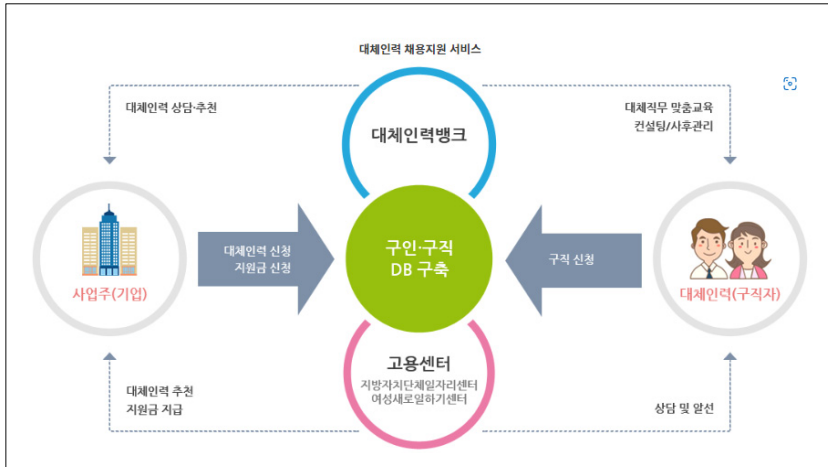 대체인력 채용지원 서비스
대체인력 상담·추천
대체인력뱅크
대체직무 맞춤교육
컨설팅/사후관리
사업주(기업)
대체인력 신청
지원금 신청
구인·구직
DB 구축
구직 신청
대체인력(구직자)
고용센터
지방자치단체일자리센터
여성새로일하기센터
대체인력 추천
지원금 지급
상담 및 알선